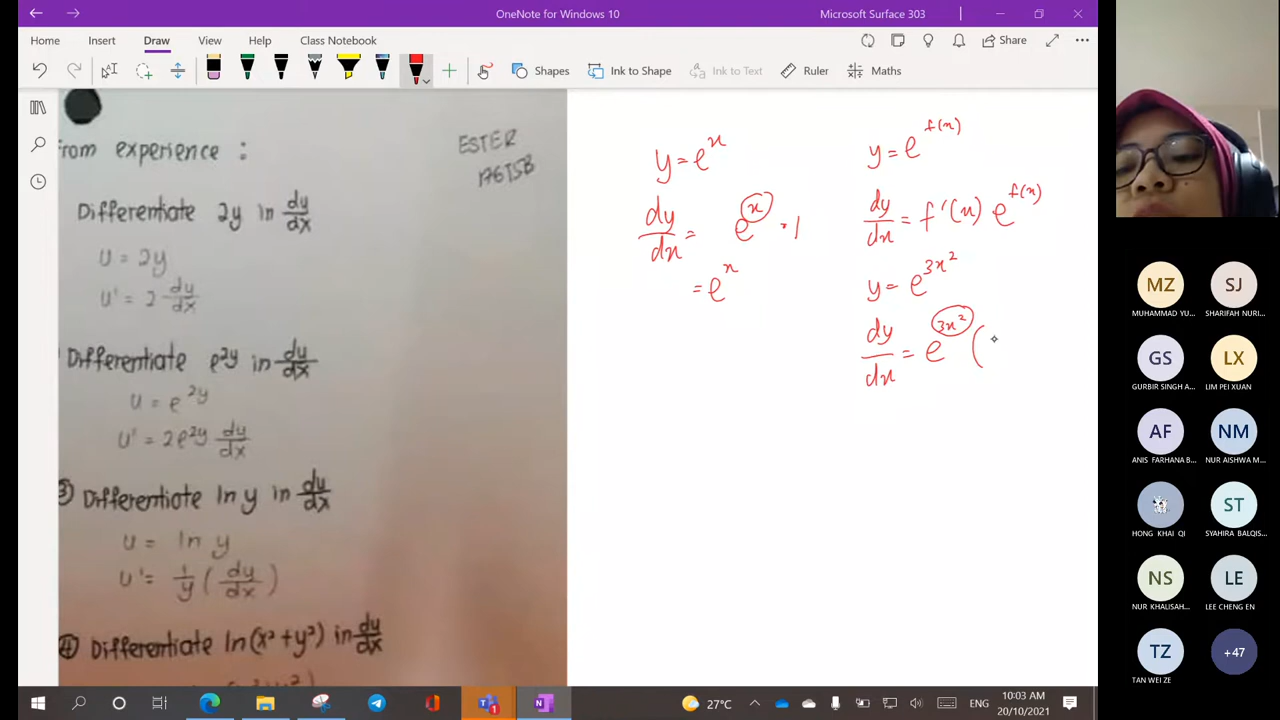 OneNote for Windows 10
Microsoft Surface 303
Home Insert Draw View Help Class Notebook
Share
Shapes Ink to Shape Ink to Text Ruler Maths
From experience :
ESTER
Differentiate 2y in dy/dx
U = 2y
U' = 2 dy/dx
Differentiate e^2y in dy/dx
U = e^2y
U' = 2e^2y dy/dx
③ Differentiate ln y in dy/dx
U = ln y
U' = 1/y (dy/dx)
④ Differentiate ln(x² + y²) in dy/dx
y = e^x
dy/dx = e^x · 1
= e^x
y = e^f(x)
dy/dx = f'(x) e^f(x)
y = e^3x²
dy/dx = e^3x² (
MZ
MUHAMMAD YU...
SJ
SHARIFAH NURI...
GS
GURBIR SINGH A...
LX
LIM PEI XUAN
AF
ANIS FARHANA B...
NM
NUR AISHWA M...
HONG KHAI QI
ST
SYAHIRA BALQIS...
NS
NUR KHALISAH...
LE
LEE CHENG EN
TZ
TAN WEI ZE
+47
27°C
ENG
10:03 AM
20/10/2021